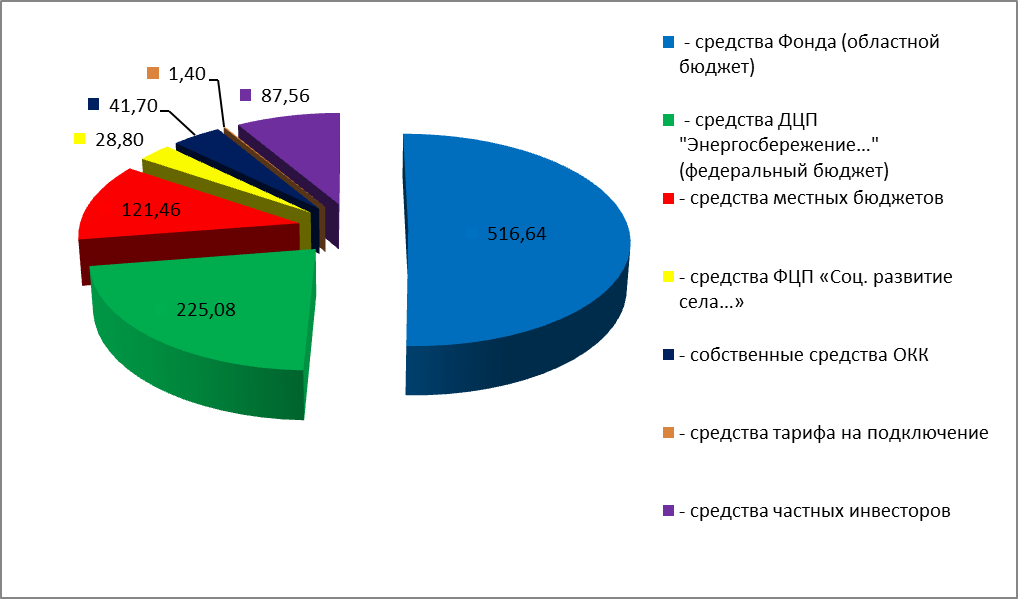 1,40
87,56
41,70
28,80
121,46
516,64
225,08
- средства Фонда (областной
бюджет)
- средства ДЦП
"Энергосбережение..."
(федеральный бюджет)
- средства местных бюджетов
- средства ФЦП «Соц. развитие
села...»
- собственные средства ОКК
- средства тарифа на подключение
- средства частных инвесторов